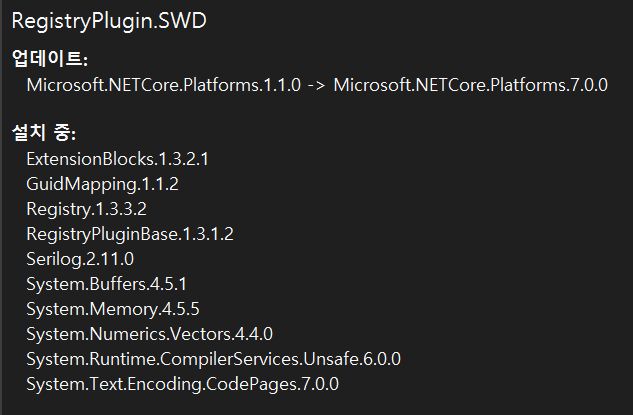 RegistryPlugin.SWD
업데이트:
Microsoft.NETCore.Platforms.1.1.0 -> Microsoft.NETCore.Platforms.7.0.0
설치 중:
ExtensionBlocks.1.3.2.1
GuidMapping.1.1.2
Registry.1.3.3.2
RegistryPluginBase.1.3.1.2
Serilog.2.11.0
System.Buffers.4.5.1
System.Memory.4.5.5
System.Numerics.Vectors.4.4.0
System.Runtime.CompilerServices.Unsafe.6.0.0
System.Text.Encoding.CodePages.7.0.0